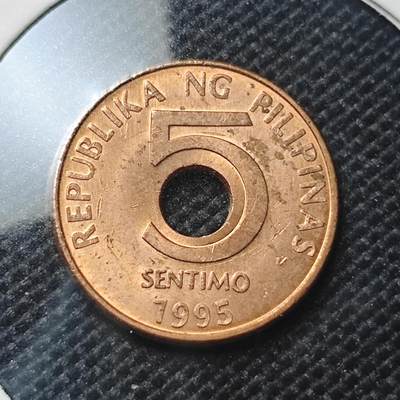 REPUBLIKA NG PILIPINAS
5
SENTIMO
1995